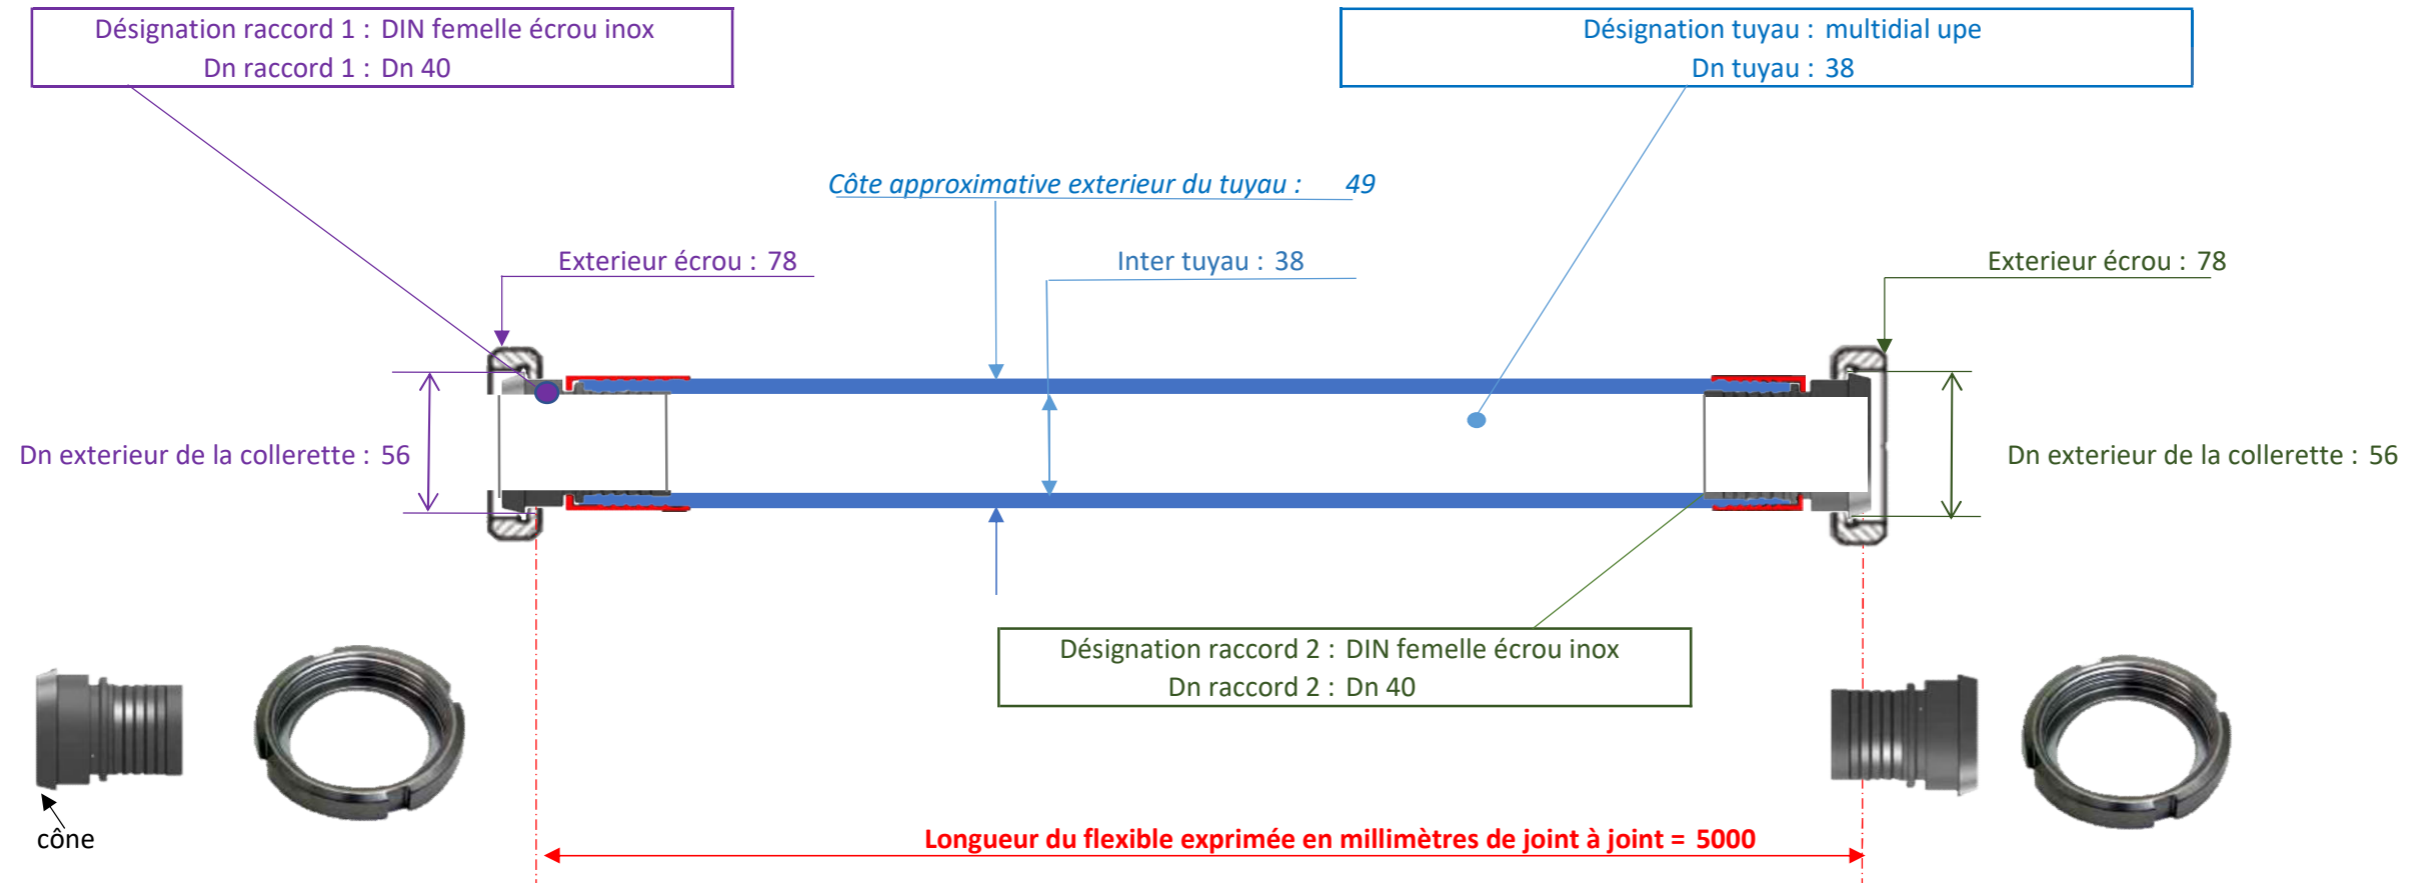 Désignation raccord 1 : DIN femelle écrou inox
Dn raccord 1 : Dn 40
Désignation tuyau : multidial upe
Dn tuyau : 38
Côte approximative exterieur du tuyau : 49
Exterieur écrou : 78
Inter tuyau : 38
Exterieur écrou : 78
Dn exterieur de la collerette : 56
Dn exterieur de la collerette : 56
Désignation raccord 2 : DIN femelle écrou inox
Dn raccord 2 : Dn 40
cône
Longueur du flexible exprimée en millimètres de joint à joint = 5000